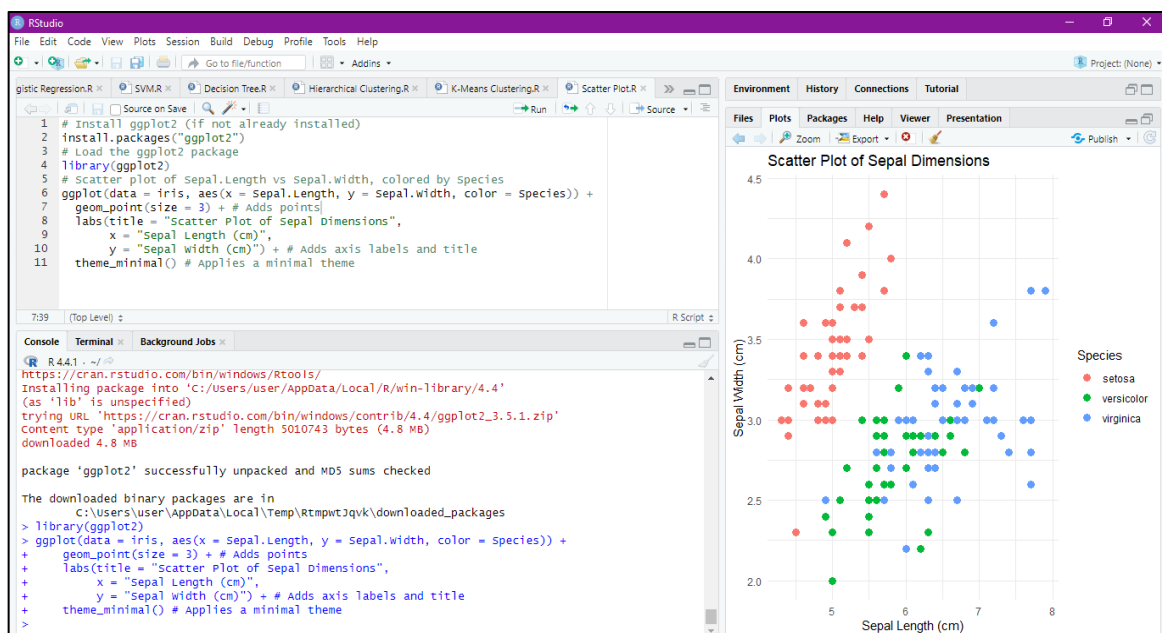 RStudio
File Edit Code View Plots Session Build Debug Profile Tools Help
Go to file/function Addins Project: (None)
gistic Regression.R SVM.R Decision Tree.R Hierarchical Clustering.R K-Means Clustering.R Scatter Plot.R
Source on Save Run Source
1 # Install ggplot2 (if not already installed)
2 install.packages("ggplot2")
3 # Load the ggplot2 package
4 library(ggplot2)
5 # Scatter plot of Sepal.Length vs Sepal.Width, colored by Species
6 ggplot(data = iris, aes(x = Sepal.Length, y = Sepal.Width, color = Species)) +
7 geom_point(size = 3) + # Adds points
8 labs(title = "Scatter Plot of Sepal Dimensions",
9 x = "Sepal Length (cm)",
10 y = "Sepal Width (cm)") + # Adds axis labels and title
11 theme_minimal() # Applies a minimal theme
7:39 (Top Level) R Script
Console Terminal Background Jobs
R 4.4.1 · ~/
https://cran.rstudio.com/bin/windows/Rtools/
Installing package into ‘C:/Users/user/AppData/Local/R/win-library/4.4’
(as ‘lib’ is unspecified)
trying URL 'https://cran.rstudio.com/bin/windows/contrib/4.4/ggplot2_3.5.1.zip'
Content type 'application/zip' length 5010743 bytes (4.8 MB)
downloaded 4.8 MB
package ‘ggplot2’ successfully unpacked and MD5 sums checked
The downloaded binary packages are in
C:\Users\user\AppData\Local\Temp\RtmpwtJqvk\downloaded_packages
> library(ggplot2)
> ggplot(data = iris, aes(x = Sepal.Length, y = Sepal.Width, color = Species)) +
+ geom_point(size = 3) + # Adds points
+ labs(title = "Scatter Plot of Sepal Dimensions",
+ x = "Sepal Length (cm)",
+ y = "Sepal Width (cm)") + # Adds axis labels and title
+ theme_minimal() # Applies a minimal theme
>
Environment History Connections Tutorial
Files Plots Packages Help Viewer Presentation
Zoom Export Publish
Scatter Plot of Sepal Dimensions
4.5
4.0
3.5
3.0
2.5
2.0
Sepal Width (cm)
5 6 7 8
Sepal Length (cm)
Species
setosa
versicolor
virginica